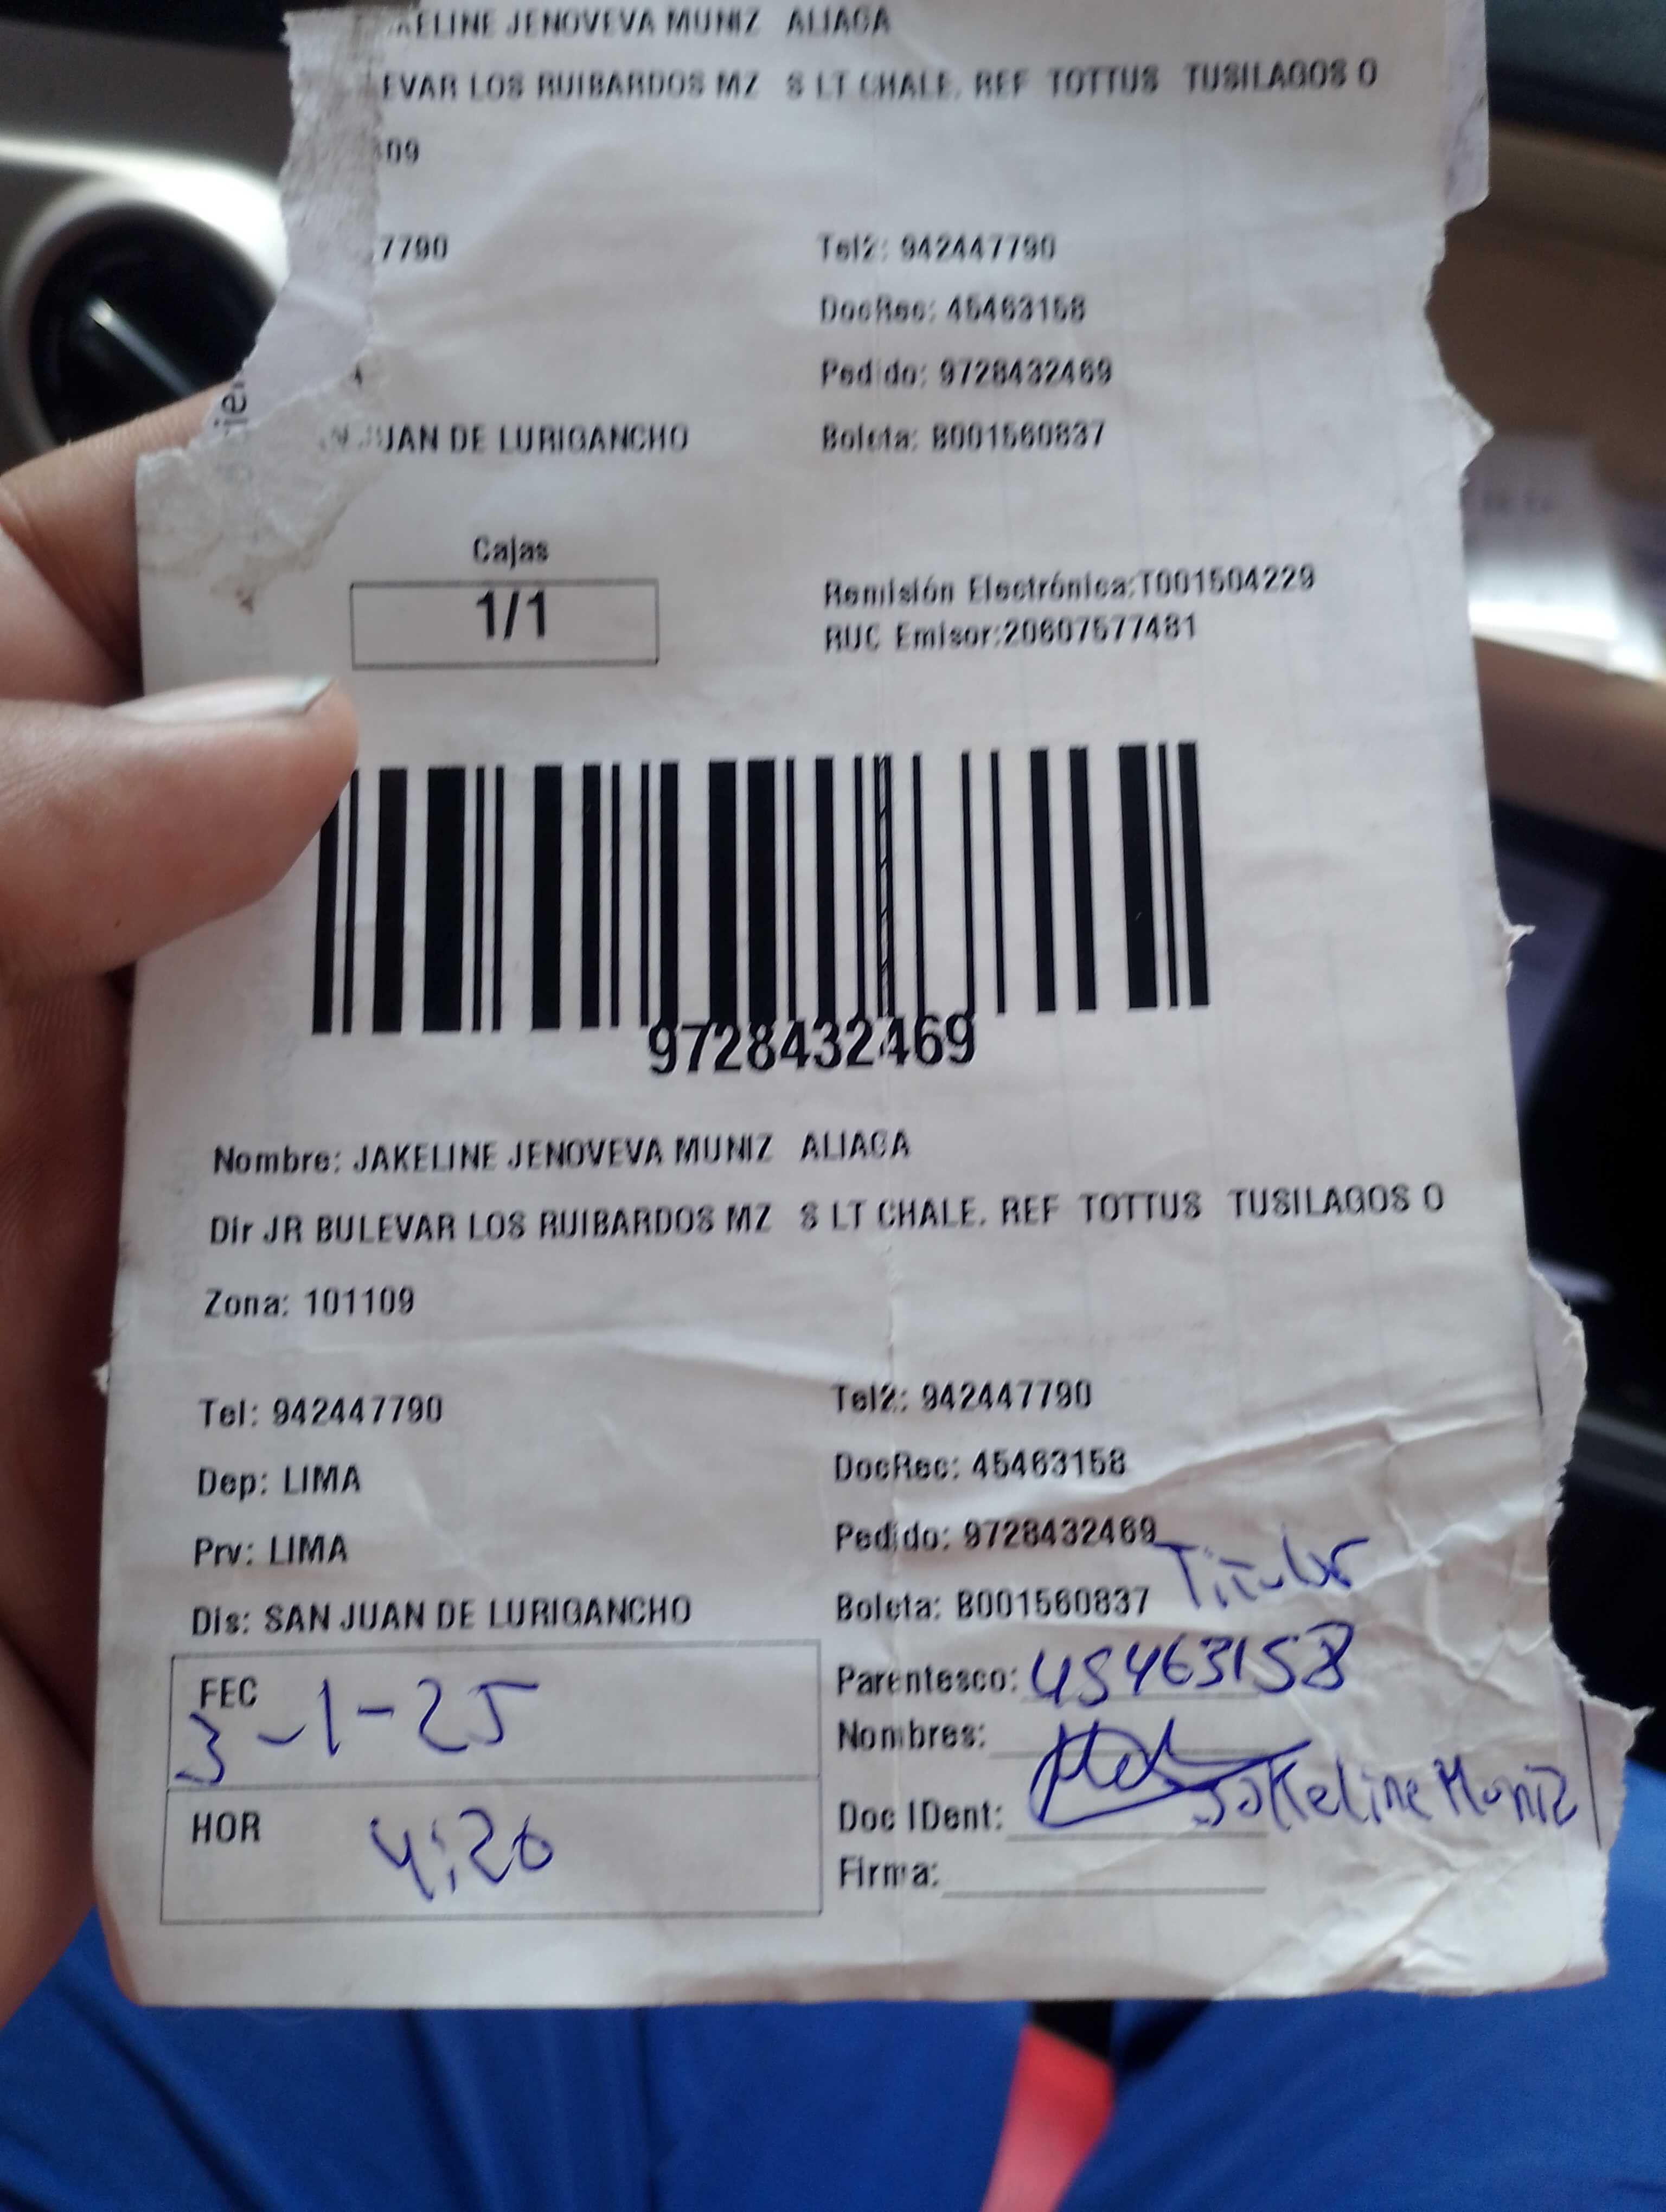 KELINE JENOVEVA MUNIZ ALIAGA
EVAR LOS RUIBARDOS MZ S LT CHALE. REF TOTTUS TUSILAGOS O
09
7790 Tel2: 942447790
DocRec: 45463158
Pedido: 9728432469
JUAN DE LURIGANCHO Boleta: B001560837
Cajas
1/1
Remisión Electrónica:T001504229
RUC Emisor:20607577481
9728432469
Nombre: JAKELINE JENOVEVA MUNIZ ALIAGA
Dir JR BULEVAR LOS RUIBARDOS MZ S LT CHALE. REF TOTTUS TUSILAGOS O
Zona: 101109
Tel: 942447790 Tel2: 942447790
Dep: LIMA DocRec: 45463158
Prv: LIMA Pedido: 9728432469
Titular
Dis: SAN JUAN DE LURIGANCHO Boleta: B001560837
FEC 3-1-25 Parentesco: 45463158
Nombres:
HOR 4:20 Doc IDent: Jakeline Muniz
Firma: